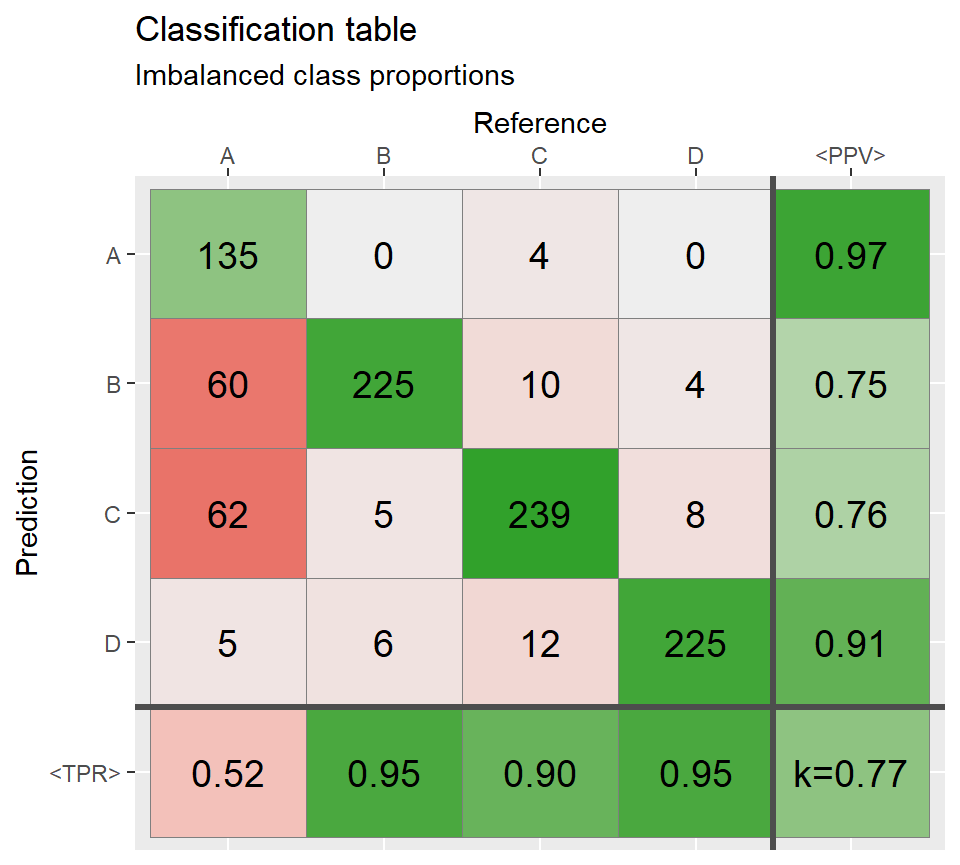 Classification table
Imbalanced class proportions
Reference
A B C D <PPV>
A 135 0 4 0 0.97
B 60 225 10 4 0.75
Prediction
C 62 5 239 8 0.76
D 5 6 12 225 0.91
<TPR> 0.52 0.95 0.90 0.95 k=0.77